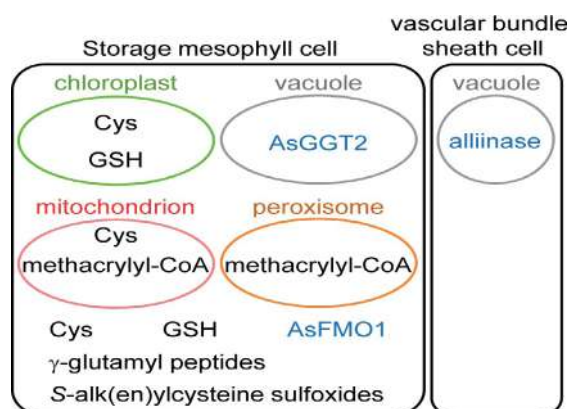 Storage mesophyll cell
vascular bundle
sheath cell
chloroplast
Cys
GSH
vacuole
AsGGT2
mitochondrion
Cys
methacrylyl-CoA
peroxisome
methacrylyl-CoA
Cys GSH AsFMO1
γ-glutamyl peptides
S-alk(en)ylcysteine sulfoxides
vacuole
alliinase